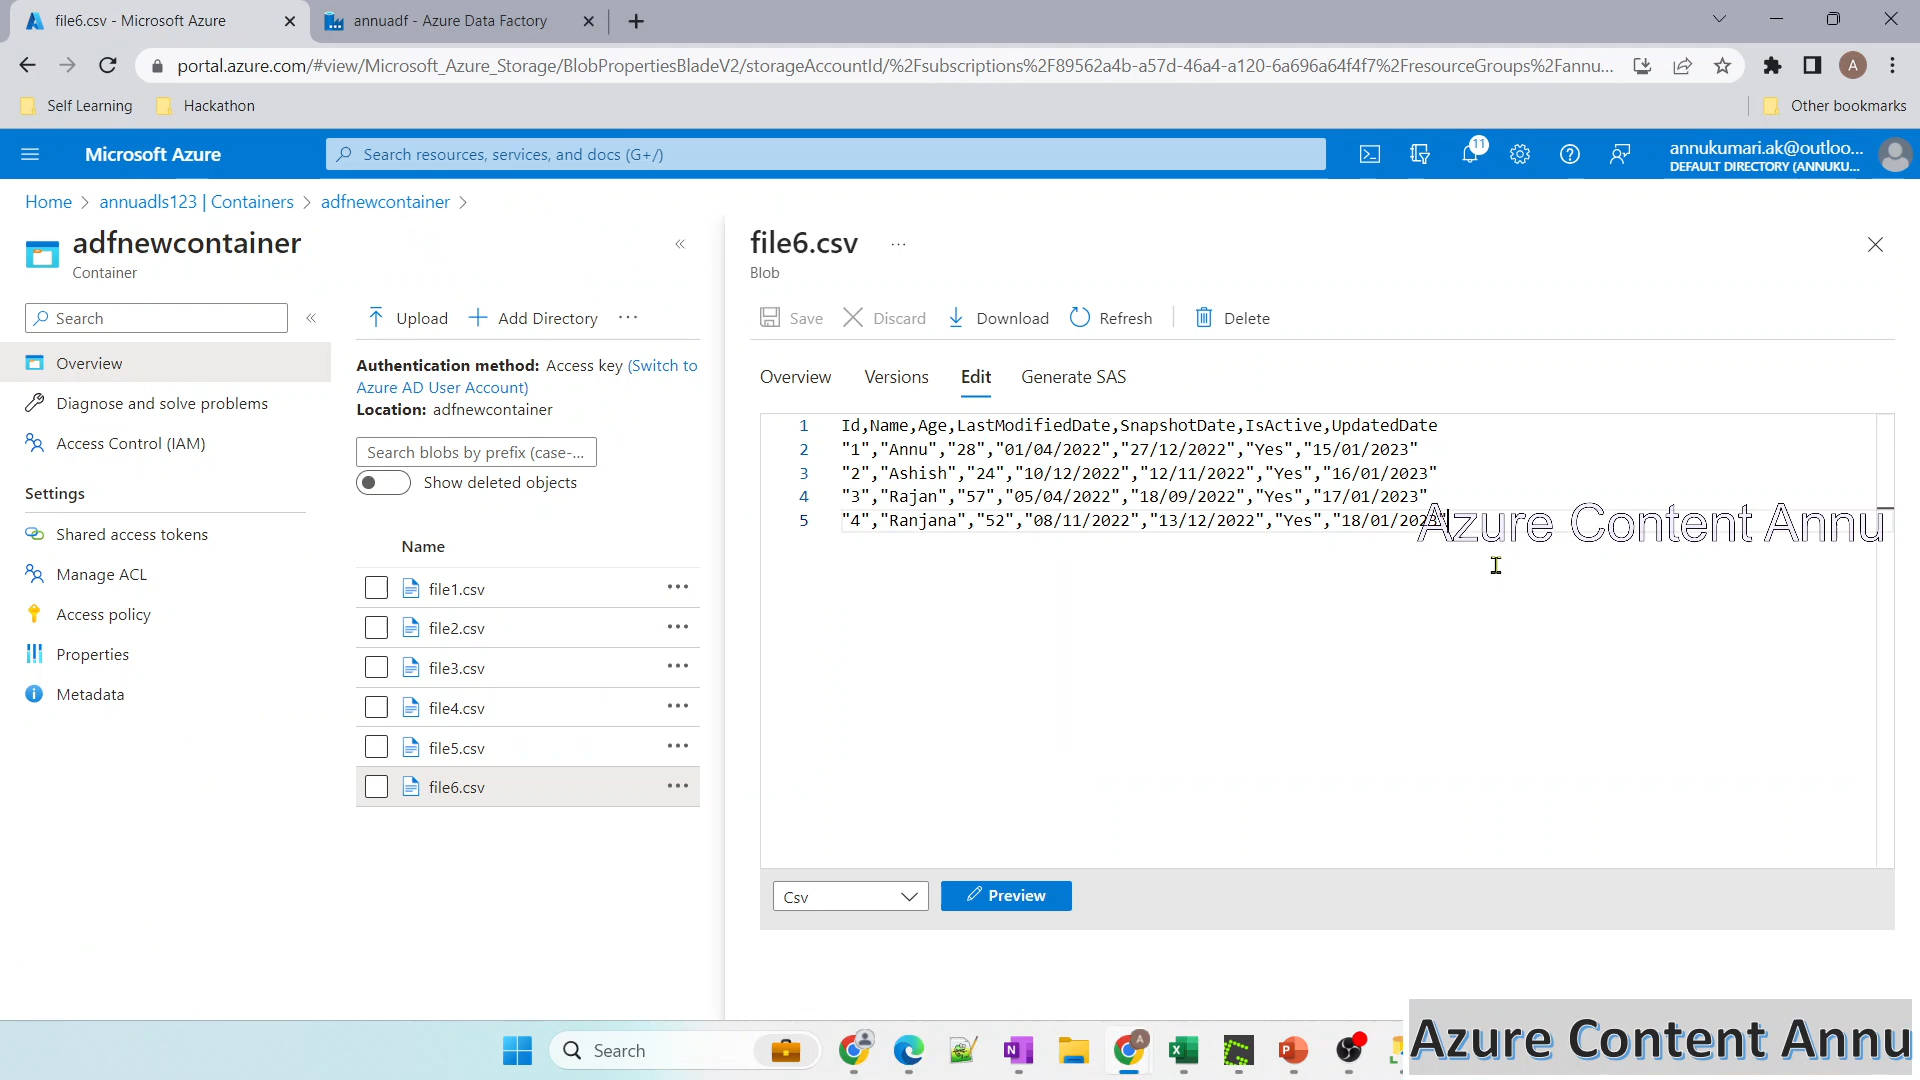 file6.csv - Microsoft Azure
annuadf - Azure Data Factory
portal.azure.com/#view/Microsoft_Azure_Storage/BlobPropertiesBladeV2/storageAccountId/%2Fsubscriptions%2F89562a4b-a57d-46a4-a120-6a696a64f4f7%2FresourceGroups%2Fannu...
A
Self Learning
Hackathon
Other bookmarks
Microsoft Azure
Search resources, services, and docs (G+/)
11
annukumari.ak@outloo...
DEFAULT DIRECTORY (ANNUKU...
Home > annuadls123 | Containers > adfnewcontainer >
adfnewcontainer
Container
Search
Overview
Diagnose and solve problems
Access Control (IAM)
Settings
Shared access tokens
Manage ACL
Access policy
Properties
Metadata
Upload
Add Directory
Authentication method: Access key (Switch to
Azure AD User Account)
Location: adfnewcontainer
Search blobs by prefix (case-...
Show deleted objects
Name
file1.csv
file2.csv
file3.csv
file4.csv
file5.csv
file6.csv
file6.csv
Blob
Save
Discard
Download
Refresh
Delete
Overview
Versions
Edit
Generate SAS
1 Id,Name,Age,LastModifiedDate,SnapshotDate,IsActive,UpdatedDate
2 "1","Annu","28","01/04/2022","27/12/2022","Yes","15/01/2023"
3 "2","Ashish","24","10/12/2022","12/11/2022","Yes","16/01/2023"
4 "3","Rajan","57","05/04/2022","18/09/2022","Yes","17/01/2023"
5 "4","Ranjana","52","08/11/2022","13/12/2022","Yes","18/01/2023"
Azure Content Annu
Csv
Preview
Search
A
Azure Content Annu